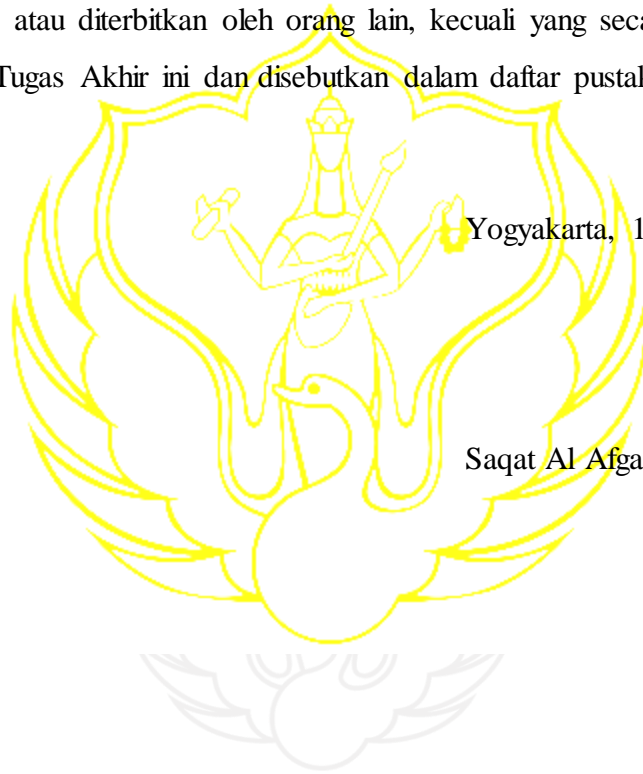 atau diterbitkan oleh orang lain, kecuali yang seca
Tugas Akhir ini dan disebutkan dalam daftar pustak
Yogyakarta, 1
Saqat Al Afga